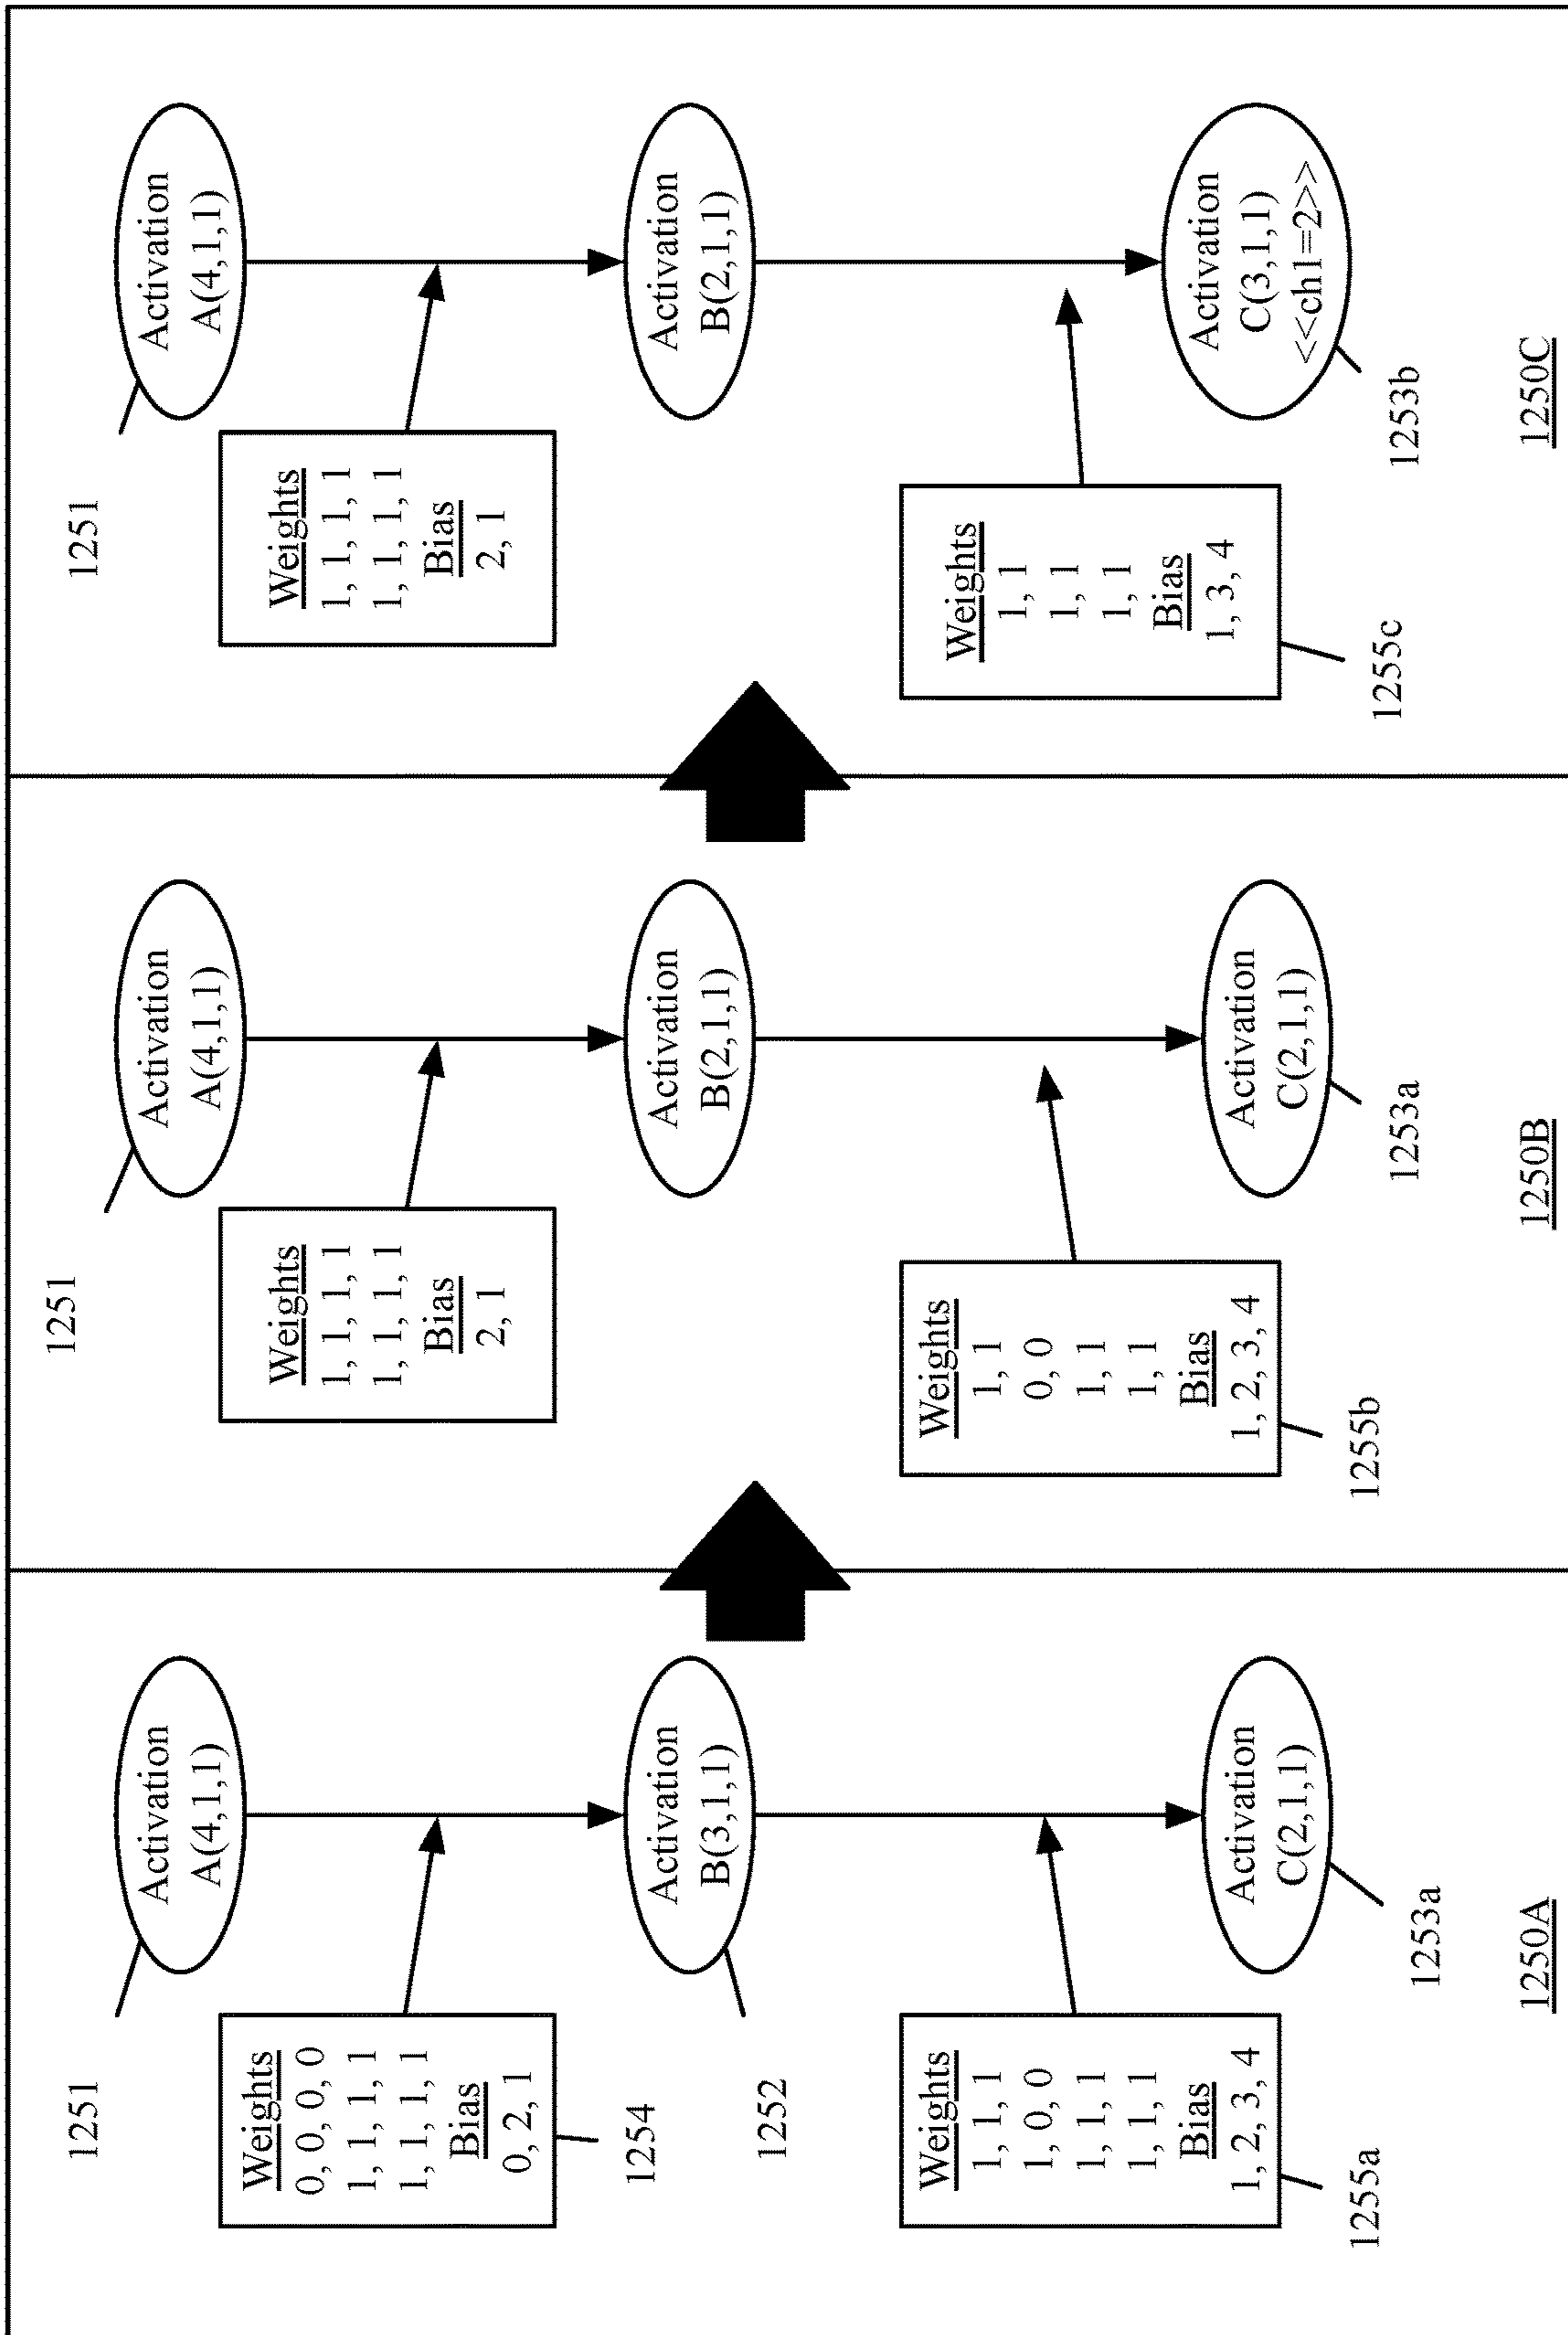 1251
Activation
A(4,1,1)
Weights
0, 0, 0, 0
1, 1, 1, 1
1, 1, 1, 1
Bias
0, 2, 1
1254
Activation
B(3,1,1)
1252
Weights
1, 1, 1
1, 0, 0
1, 1, 1
1, 1, 1
Bias
1, 2, 3, 4
1255a
Activation
C(2,1,1)
1253a
1250A
1251
Activation
A(4,1,1)
Weights
1, 1, 1, 1
1, 1, 1, 1
Bias
2, 1
Activation
B(2,1,1)
Weights
1, 1
0, 0
1, 1
1, 1
Bias
1, 2, 3, 4
1255b
Activation
C(2,1,1)
1253a
1250B
1251
Activation
A(4,1,1)
Weights
1, 1, 1, 1
1, 1, 1, 1
Bias
2, 1
Activation
B(2,1,1)
Weights
1, 1
1, 1
1, 1
Bias
1, 3, 4
1255c
Activation
C(3,1,1)
<<ch1=2>>
1253b
1250C